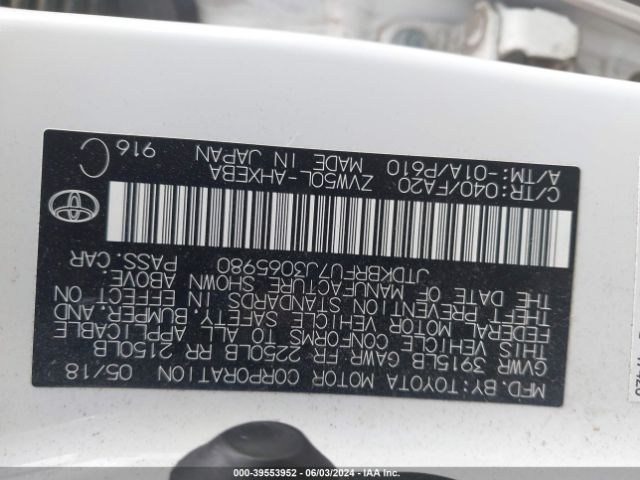 MFD. BY: TOYOTA MOTOR CORPORATION 05/18
GVWR 3915LB GAWR FR 2250LB RR 2150LB
THIS VEHICLE CONFORMS TO ALL APPLICABLE
FEDERAL MOTOR VEHICLE SAFETY, BUMPER, AND
THEFT PREVENTION STANDARDS IN EFFECT ON
THE DATE OF MANUFACTURE SHOWN ABOVE.
JTDKBRFU7J3065980 PASS. CAR
C/TR: 040/FA20 ZVW50L-AHXEBA
A/TM: -01A/P610 MADE IN JAPAN
C 916
000-39553952 - 06/03/2024 - IAA Inc.